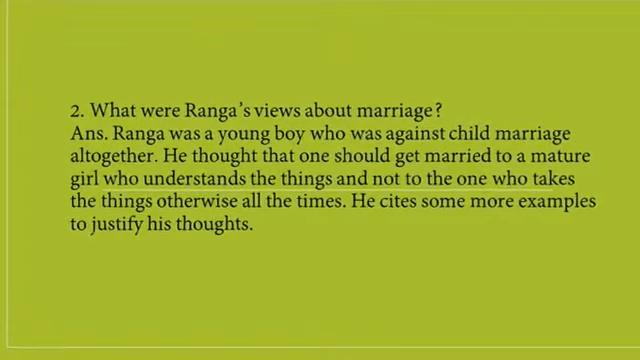 2. What were Ranga's views about marriage?
Ans. Ranga was a young boy who was against child marriage
altogether. He thought that one should get married to a mature
girl who understands the things and not to the one who takes
the things otherwise all the times. He cites some more examples
to justify his thoughts.